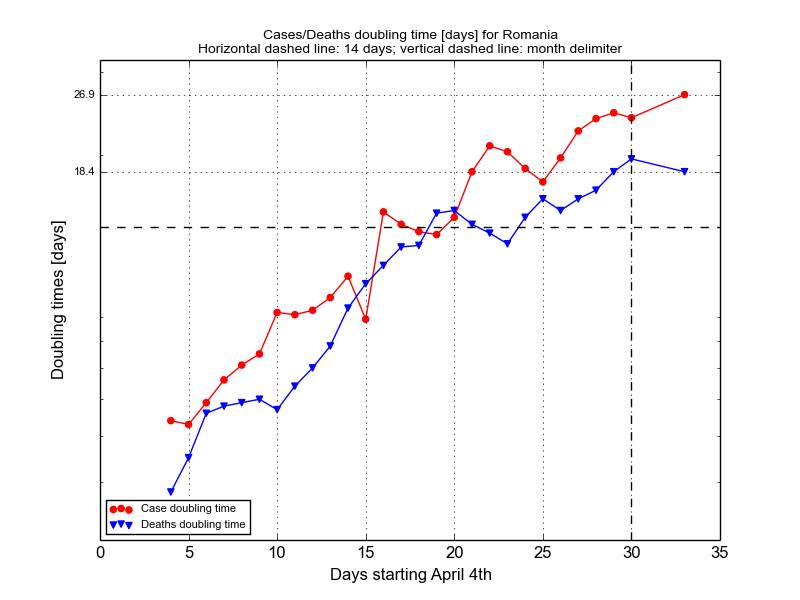 Cases/Deaths doubling time [days] for Romania
Horizontal dashed line: 14 days; vertical dashed line: month delimiter
26.9
18.4
Doubling times [days]
Case doubling time
Deaths doubling time
0 5 10 15 20 25 30 35
Days starting April 4th